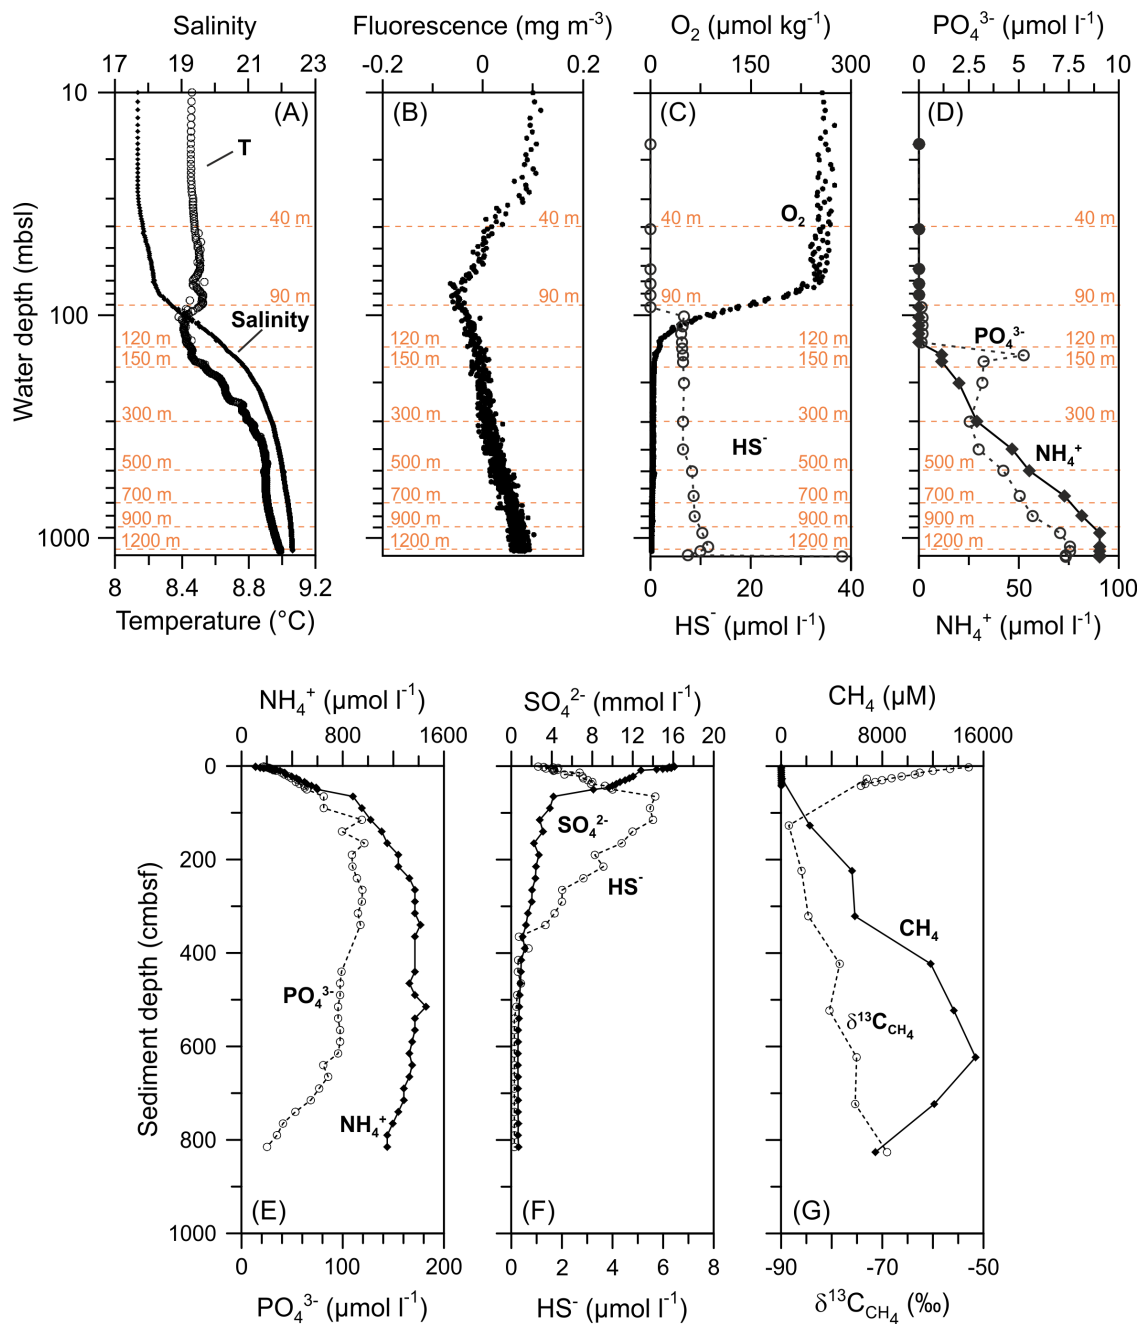 Salinity
Fluorescence (mg m⁻³)
O₂ (µmol kg⁻¹)
PO₄³⁻ (µmol l⁻¹)
17 19 21 23
-0.2 0 0.2
0 150 300
0 2.5 5 7.5 10
Water depth (mbsl)
10
100
1000
(A)
T
40 m
90 m
Salinity
120 m
150 m
300 m
500 m
700 m
900 m
1200 m
(B)
40 m
90 m
120 m
150 m
300 m
500 m
700 m
900 m
1200 m
(C)
40 m
O₂
90 m
120 m
150 m
300 m
HS⁻
500 m
700 m
900 m
1200 m
(D)
40 m
90 m
PO₄³⁻
120 m
150 m
300 m
NH₄⁺
500 m
700 m
900 m
1200 m
8 8.4 8.8 9.2
0 10 20 30 40
0 50 100
Temperature (°C)
HS⁻ (µmol l⁻¹)
NH₄⁺ (µmol l⁻¹)
NH₄⁺ (µmol l⁻¹)
SO₄²⁻ (mmol l⁻¹)
CH₄ (µM)
0 800 1600
0 4 8 12 16 20
0 8000 16000
Sediment depth (cmbsf)
0
200
400
600
800
1000
PO₄³⁻
NH₄⁺
(E)
SO₄²⁻
HS⁻
(F)
CH₄
δ¹³C_CH₄
(G)
0 100 200
0 2 4 6 8
-90 -70 -50
PO₄³⁻ (µmol l⁻¹)
HS⁻ (µmol l⁻¹)
δ¹³C_CH₄ (‰)